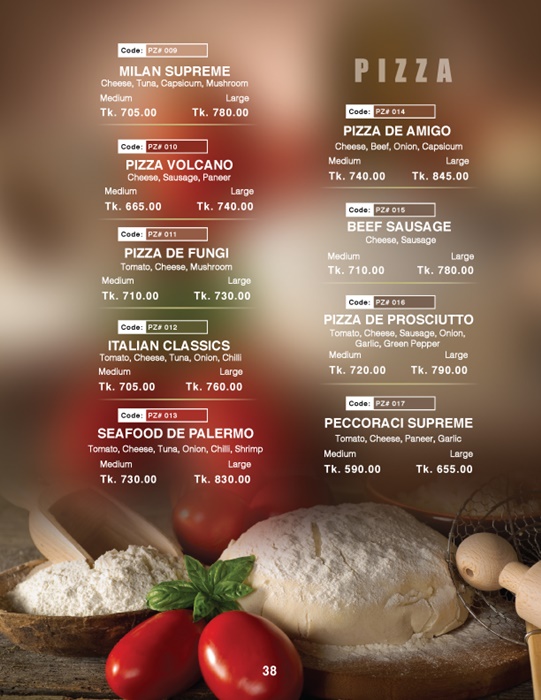 Code: PZ# 009
MILAN SUPREME
Cheese, Tuna, Capsicum, Mushroom
Medium Large
Tk. 705.00 Tk. 780.00
Code: PZ# 010
PIZZA VOLCANO
Cheese, Sausage, Paneer
Medium Large
Tk. 665.00 Tk. 740.00
Code: PZ# 011
PIZZA DE FUNGI
Tomato, Cheese, Mushroom
Medium Large
Tk. 710.00 Tk. 730.00
Code: PZ# 012
ITALIAN CLASSICS
Tomato, Cheese, Tuna, Onion, Chilli
Medium Large
Tk. 705.00 Tk. 760.00
Code: PZ# 013
SEAFOOD DE PALERMO
Tomato, Cheese, Tuna, Onion, Chilli, Shrimp
Medium Large
Tk. 730.00 Tk. 830.00
PIZZA
Code: PZ# 014
PIZZA DE AMIGO
Cheese, Beef, Onion, Capsicum
Medium Large
Tk. 740.00 Tk. 845.00
Code: PZ# 015
BEEF SAUSAGE
Cheese, Sausage
Medium Large
Tk. 710.00 Tk. 780.00
Code: PZ# 016
PIZZA DE PROSCIUTTO
Tomato, Cheese, Sausage, Onion,
Garlic, Green Pepper
Medium Large
Tk. 720.00 Tk. 790.00
Code: PZ# 017
PECCORACI SUPREME
Tomato, Cheese, Paneer, Garlic
Medium Large
Tk. 590.00 Tk. 655.00
38